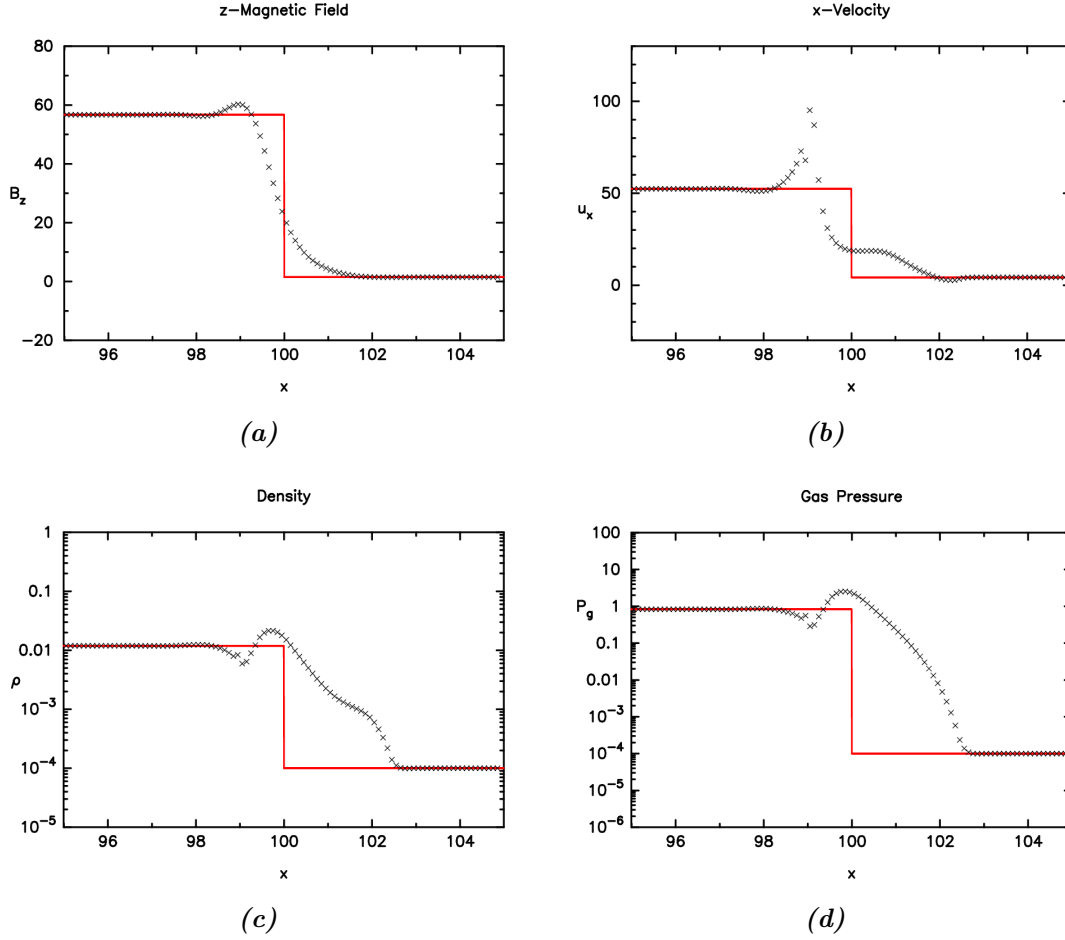 z-Magnetic Field
80
60
40
20
0
-20
B_z
96 98 100 102 104
x
(a)
x-Velocity
100
50
0
u_x
96 98 100 102 104
x
(b)
Density
1
0.1
0.01
10^-3
10^-4
10^-5
ρ
96 98 100 102 104
x
(c)
Gas Pressure
100
10
1
0.1
0.01
10^-3
10^-4
10^-5
10^-6
P_g
96 98 100 102 104
x
(d)